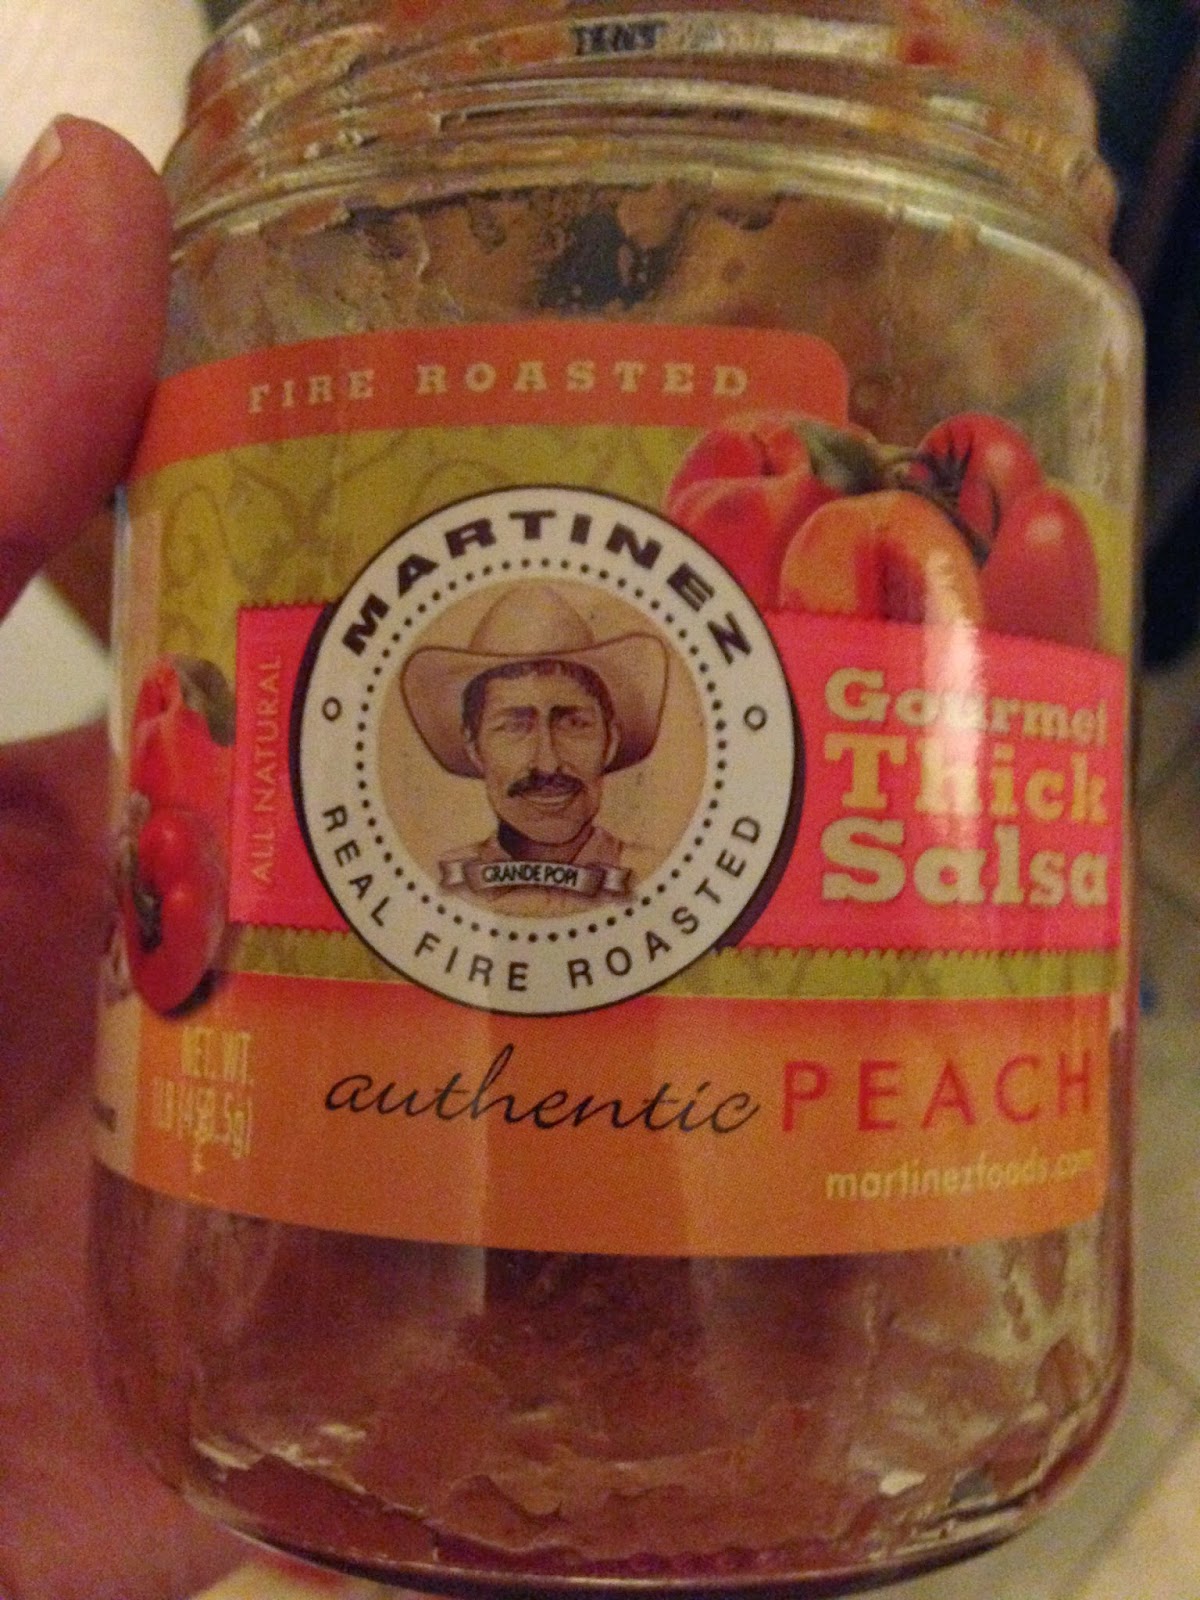 FIRE ROASTED
MARTINEZ
REAL FIRE ROASTED
GRANDE POPI
ALL NATURAL
Gourmet
Thick
Salsa
NET. WT.
1LB
authentic PEACH
martinezfoods.com